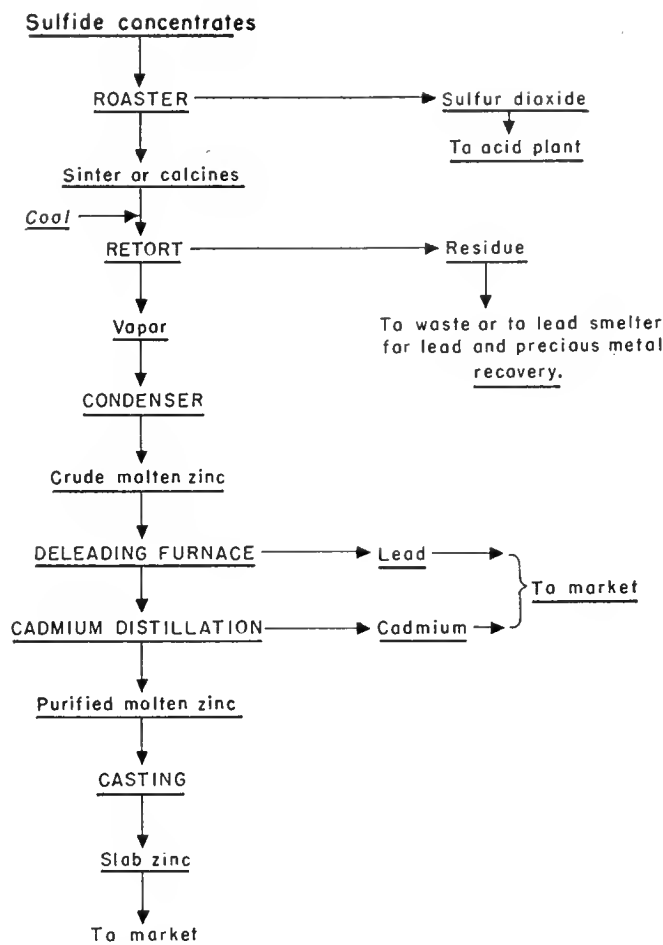 Sulfide concentrates
ROASTER
Sulfur dioxide
To acid plant
Sinter or calcines
Coal
RETORT
Residue
To waste or to lead smelter
for lead and precious metal
recovery.
Vapor
CONDENSER
Crude molten zinc
DELEADING FURNACE
Lead
To market
CADMIUM DISTILLATION
Cadmium
Purified molten zinc
CASTING
Slab zinc
To market